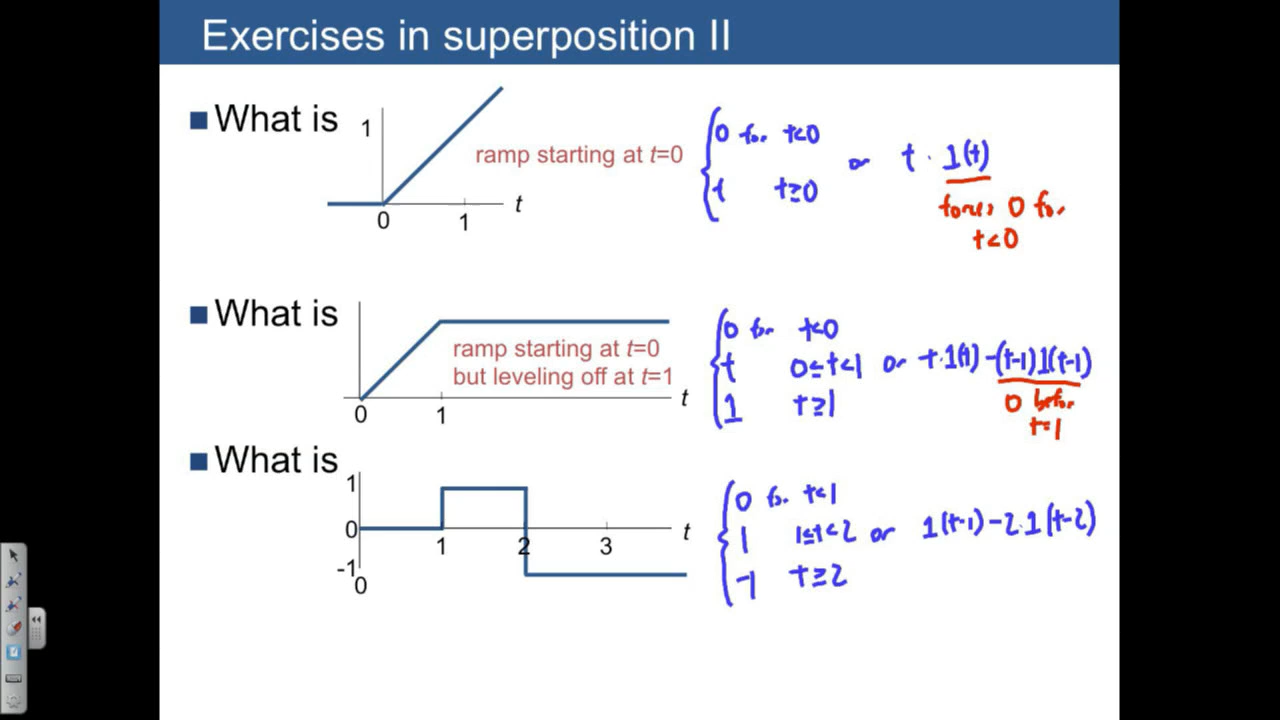 Exercises in superposition II
What is
1
ramp starting at t=0
0
1
t
0 for t<0
t t≥0
or t · 1(t)
forces 0 for
t<0
What is
ramp starting at t=0
but leveling off at t=1
0
1
t
0 for t<0
t 0≤t<1 or t·1(t) -(t-1)1(t-1)
1 t≥1
0 before
t=1
What is
1
0
-1
0
1
2
3
t
0 for t<1
1 1≤t<2 or 1(t-1)-2·1(t-2)
-1 t≥2